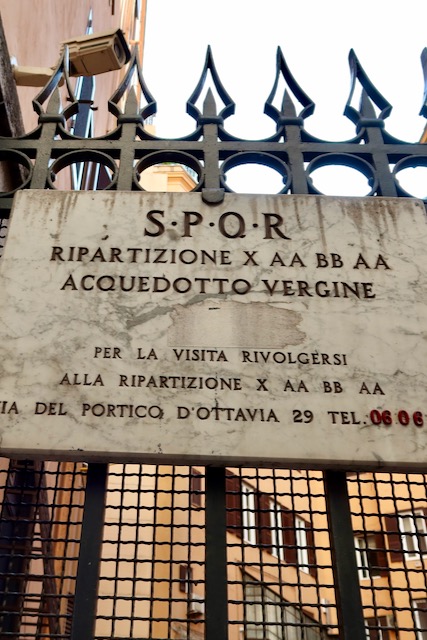 S·P·Q·R
RIPARTIZIONE X AA BB AA
ACQUEDOTTO VERGINE
PER LA VISITA RIVOLGERSI
ALLA RIPARTIZIONE X AA BB AA
VIA DEL PORTICO D'OTTAVIA 29 TEL. 06 06